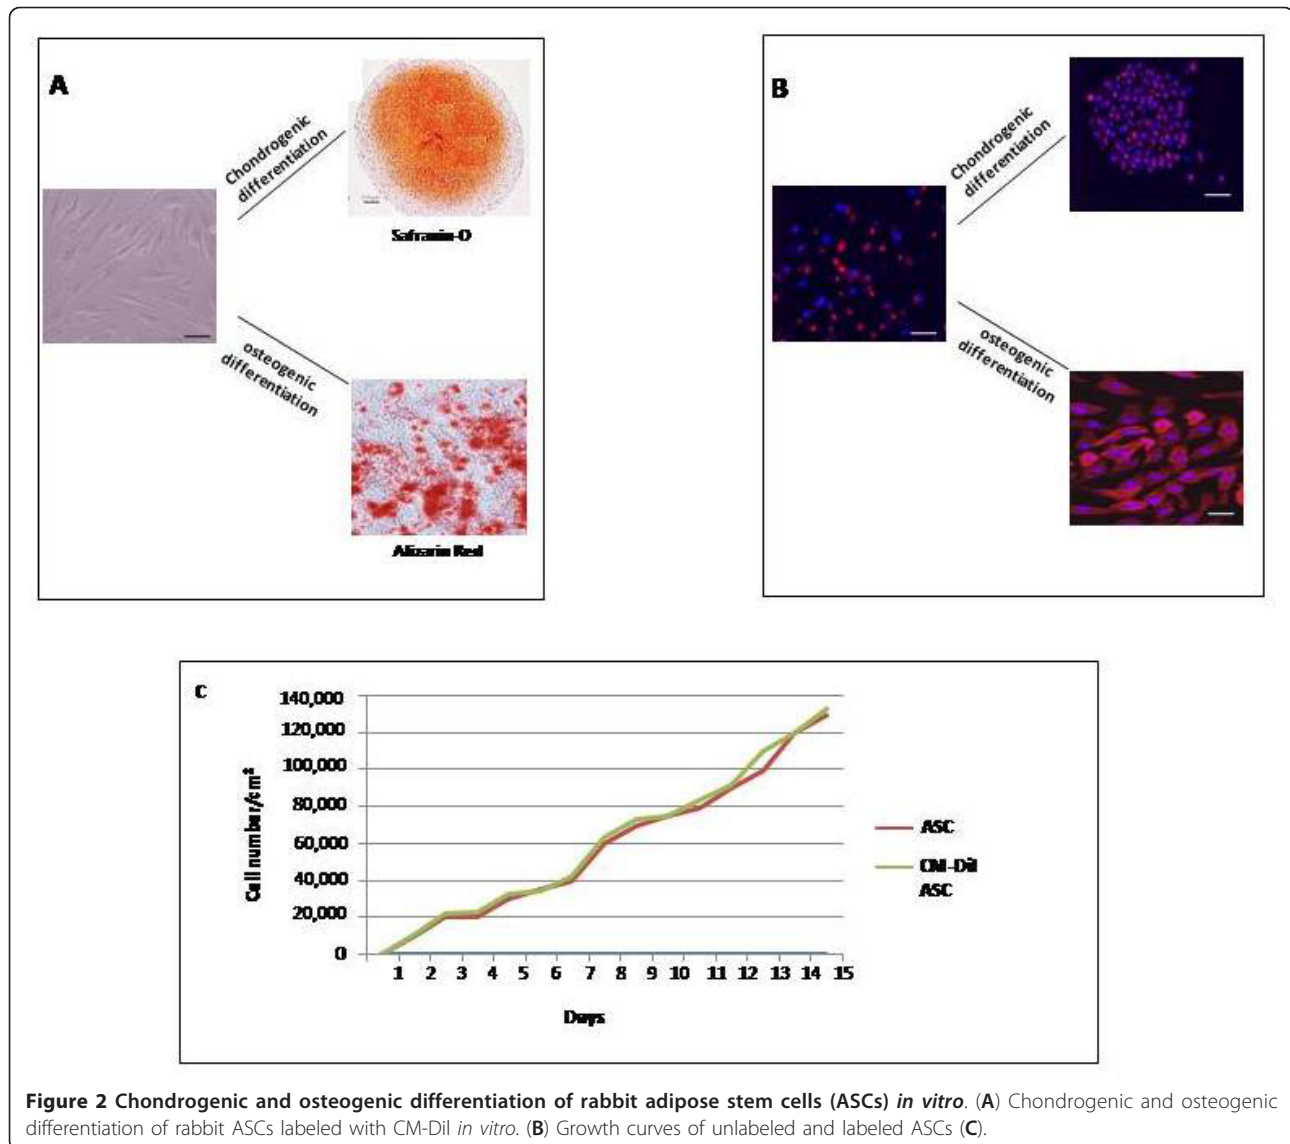 A
Chondrogenic
differentiation
Safranin-O
osteogenic
differentiation
Alizarin Red
B
Chondrogenic
differentiation
osteogenic
differentiation
C
140,000
120,000
100,000
80,000
60,000
40,000
20,000
0
Cell number/cm²
1 2 3 4 5 6 7 8 9 10 11 12 13 14 15
Days
ASC
CM-DiI
ASC
Figure 2 Chondrogenic and osteogenic differentiation of rabbit adipose stem cells (ASCs) in vitro. (A) Chondrogenic and osteogenic
differentiation of rabbit ASCs labeled with CM-DiI in vitro. (B) Growth curves of unlabeled and labeled ASCs (C).